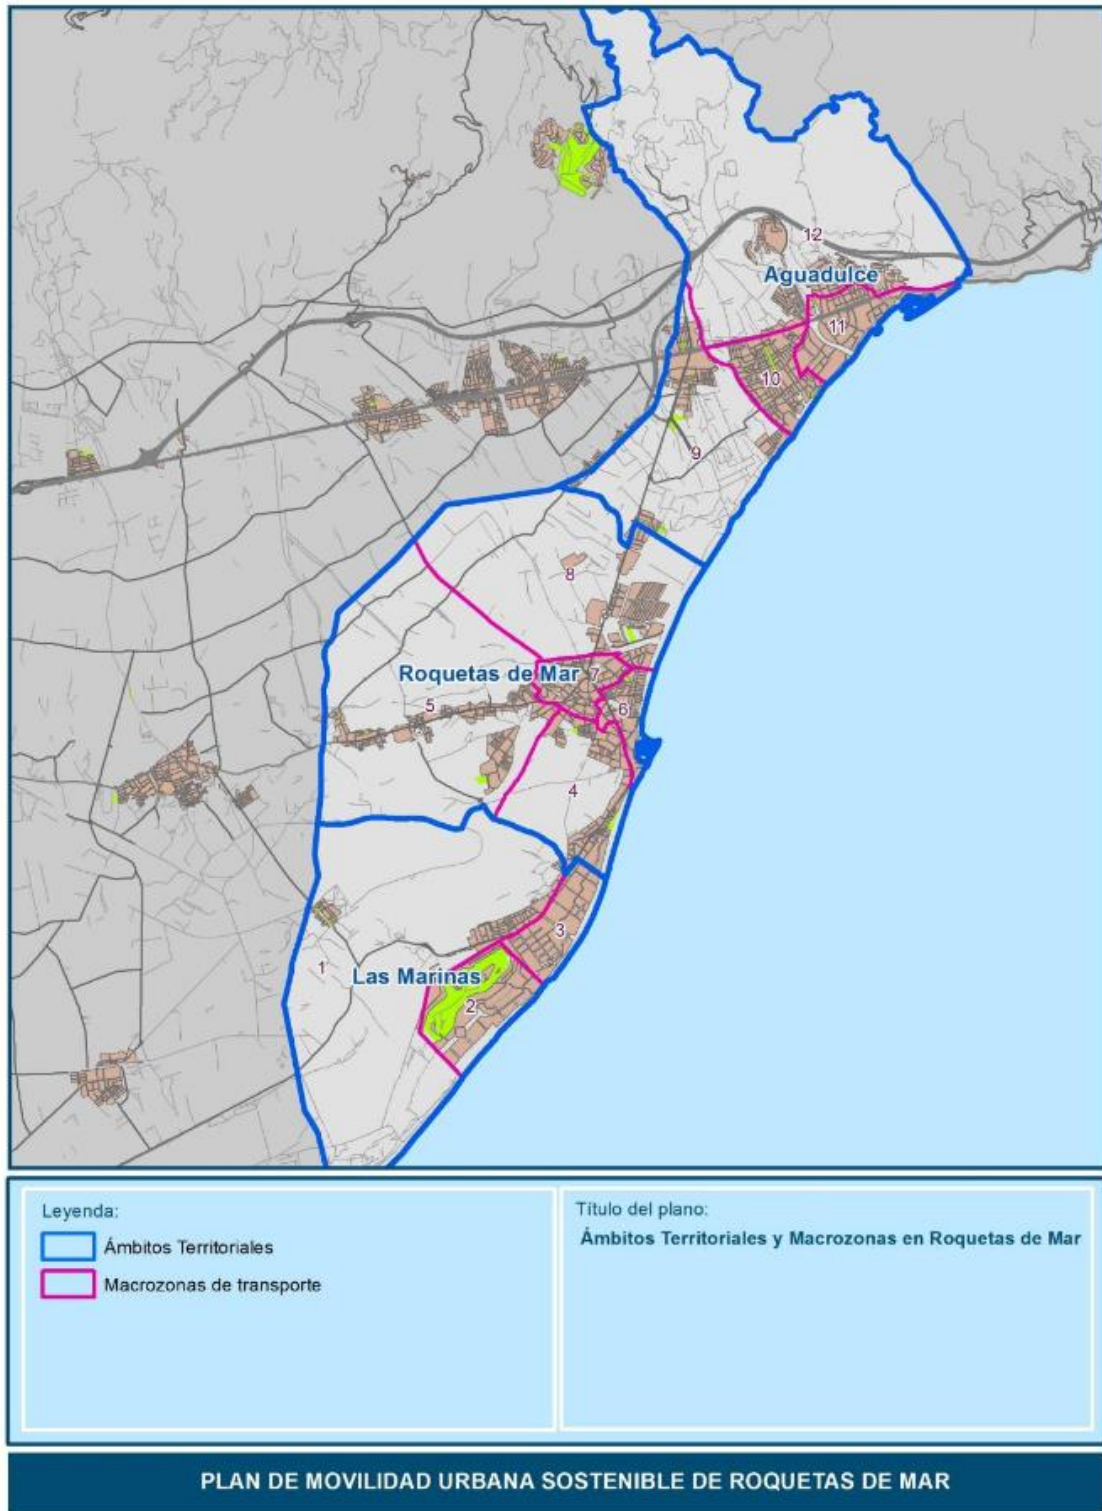 12
Aguadulce
11
10
9
8
Roquetas de Mar
7
5
6
4
3
1
Las Marinas
2
Leyenda:
Ámbitos Territoriales
Macrozonas de transporte
Título del plano:
Ámbitos Territoriales y Macrozonas en Roquetas de Mar
PLAN DE MOVILIDAD URBANA SOSTENIBLE DE ROQUETAS DE MAR